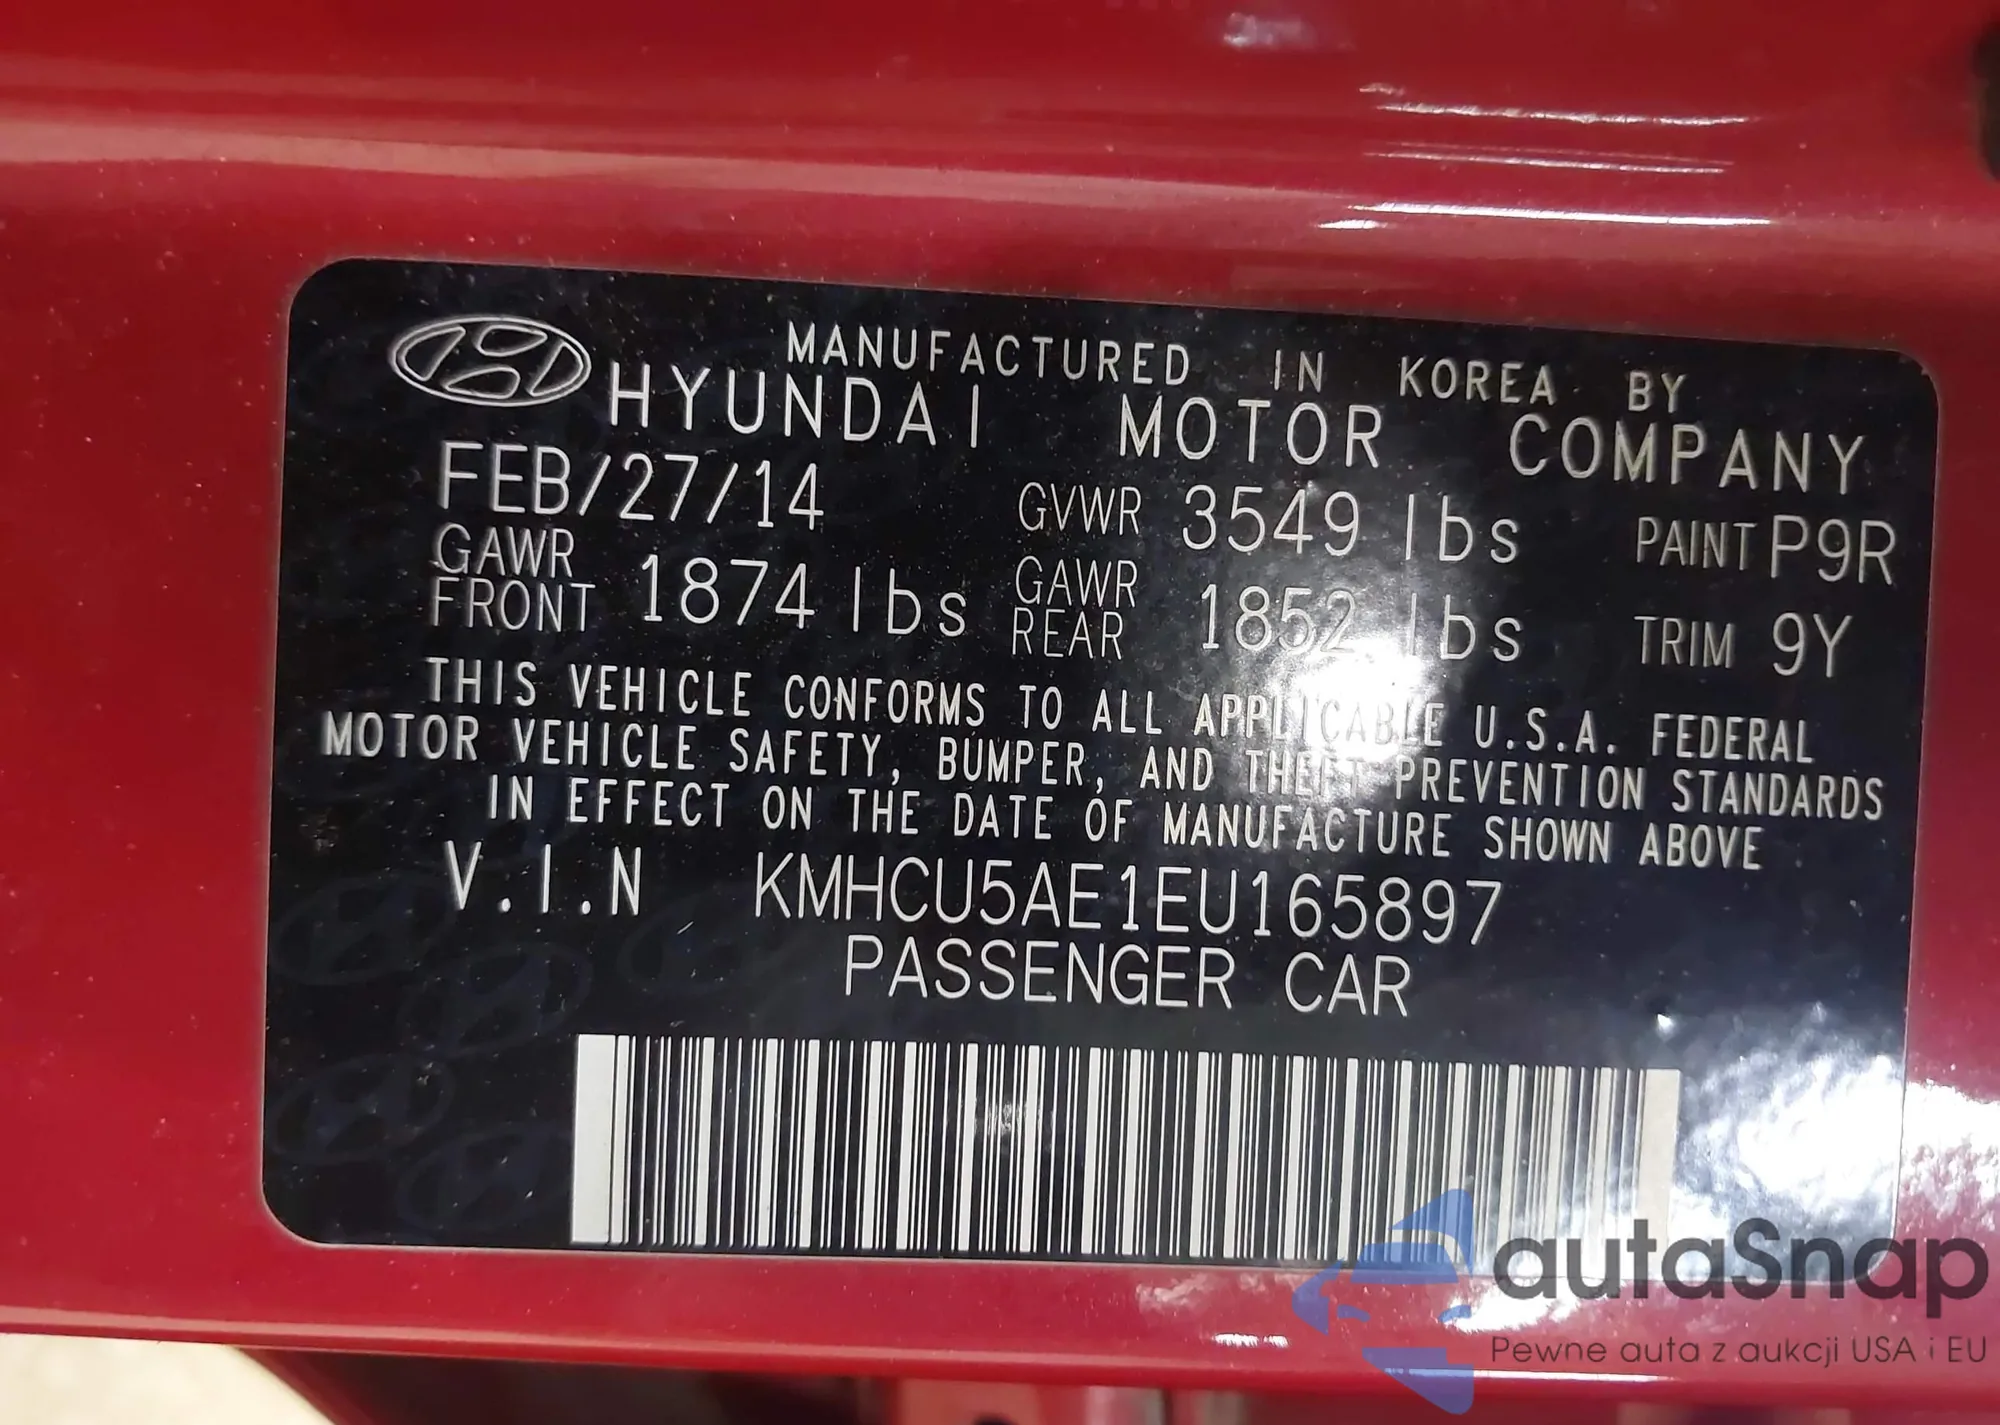 MANUFACTURED IN KOREA BY
HYUNDAI MOTOR COMPANY
FEB/27/14 GVWR 3549 lbs PAINT P9R
GAWR FRONT 1874 lbs GAWR REAR 1852 lbs TRIM 9Y
THIS VEHICLE CONFORMS TO ALL APPLICABLE U.S.A. FEDERAL
MOTOR VEHICLE SAFETY, BUMPER, AND THEFT PREVENTION STANDARDS
IN EFFECT ON THE DATE OF MANUFACTURE SHOWN ABOVE
V.I.N KMHCU5AE1EU165897
PASSENGER CAR
autaSnap
Pewne auta z aukcji USA i EU